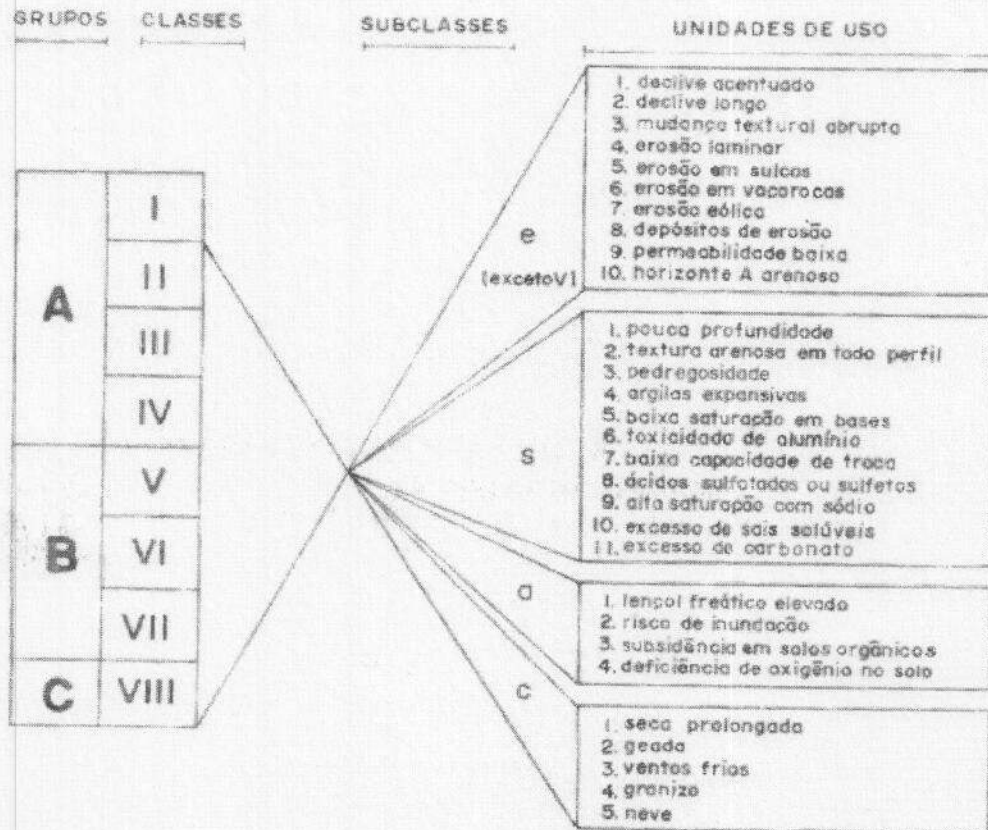 GRUPOS CLASSES SUBCLASSES UNIDADES DE USO
A
I
II
III
IV
B
V
VI
VII
C
VIII
e
(excetoV)
1. declive acentuado
2. declive longo
3. mudança textural abrupta
4. erosão laminar
5. erosão em sulcos
6. erosão em voçorocas
7. erosão eólica
8. depósitos de erosão
9. permeabilidade baixa
10. horizonte A arenoso
s
1. pouca profundidade
2. textura arenosa em todo perfil
3. pedregosidade
4. argilas expansivas
5. baixa saturação em bases
6. toxicidade de alumínio
7. baixa capacidade de troca
8. ácidos sulfatados ou sulfetos
9. alta saturação com sódio
10. excesso de sais solúveis
11. excesso de carbonato
a
1. lençol freático elevado
2. risco de inundação
3. subsidência em solos orgânicos
4. deficiência de oxigênio no solo
c
1. seca prolongada
2. geada
3. ventos frios
4. granizo
5. neve